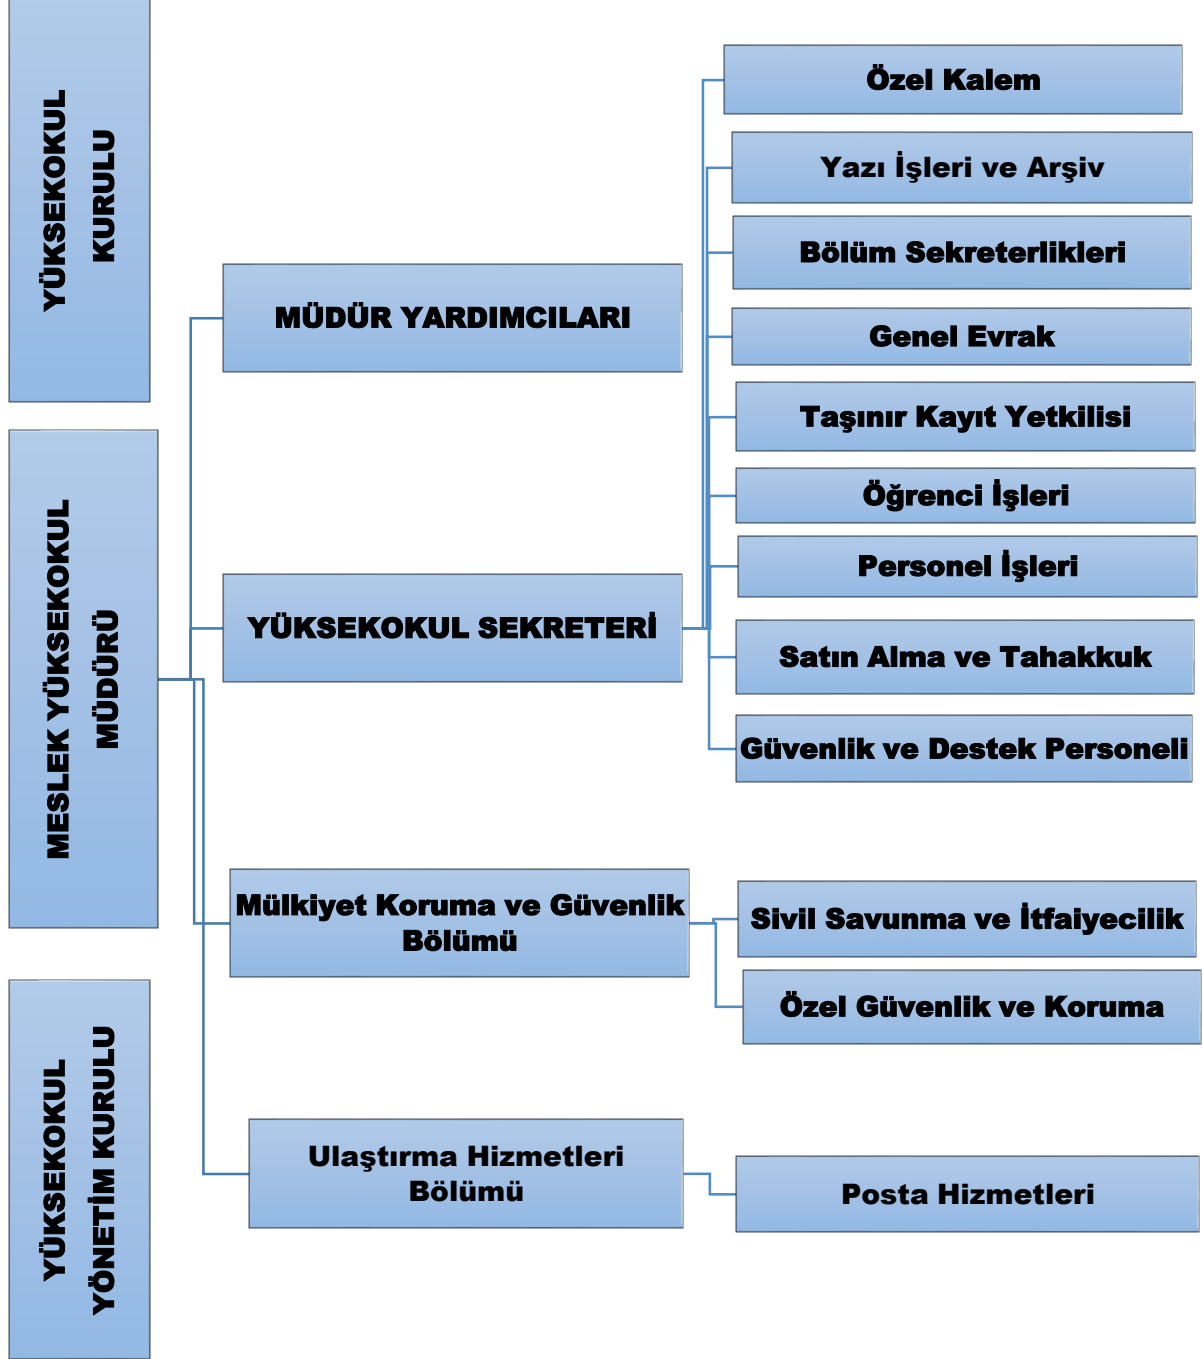 YÜKSEKOKUL
KURULU
MESLEK YÜKSEKOKUL
MÜDÜRÜ
YÜKSEKOKUL
YÖNETİM KURULU
MÜDÜR YARDIMCILARI
YÜKSEKOKUL SEKRETERİ
Mülkiyet Koruma ve Güvenlik
Bölümü
Ulaştırma Hizmetleri
Bölümü
Özel Kalem
Yazı İşleri ve Arşiv
Bölüm Sekreterlikleri
Genel Evrak
Taşınır Kayıt Yetkilisi
Öğrenci İşleri
Personel İşleri
Satın Alma ve Tahakkuk
Güvenlik ve Destek Personeli
Sivil Savunma ve İtfaiyecilik
Özel Güvenlik ve Koruma
Posta Hizmetleri